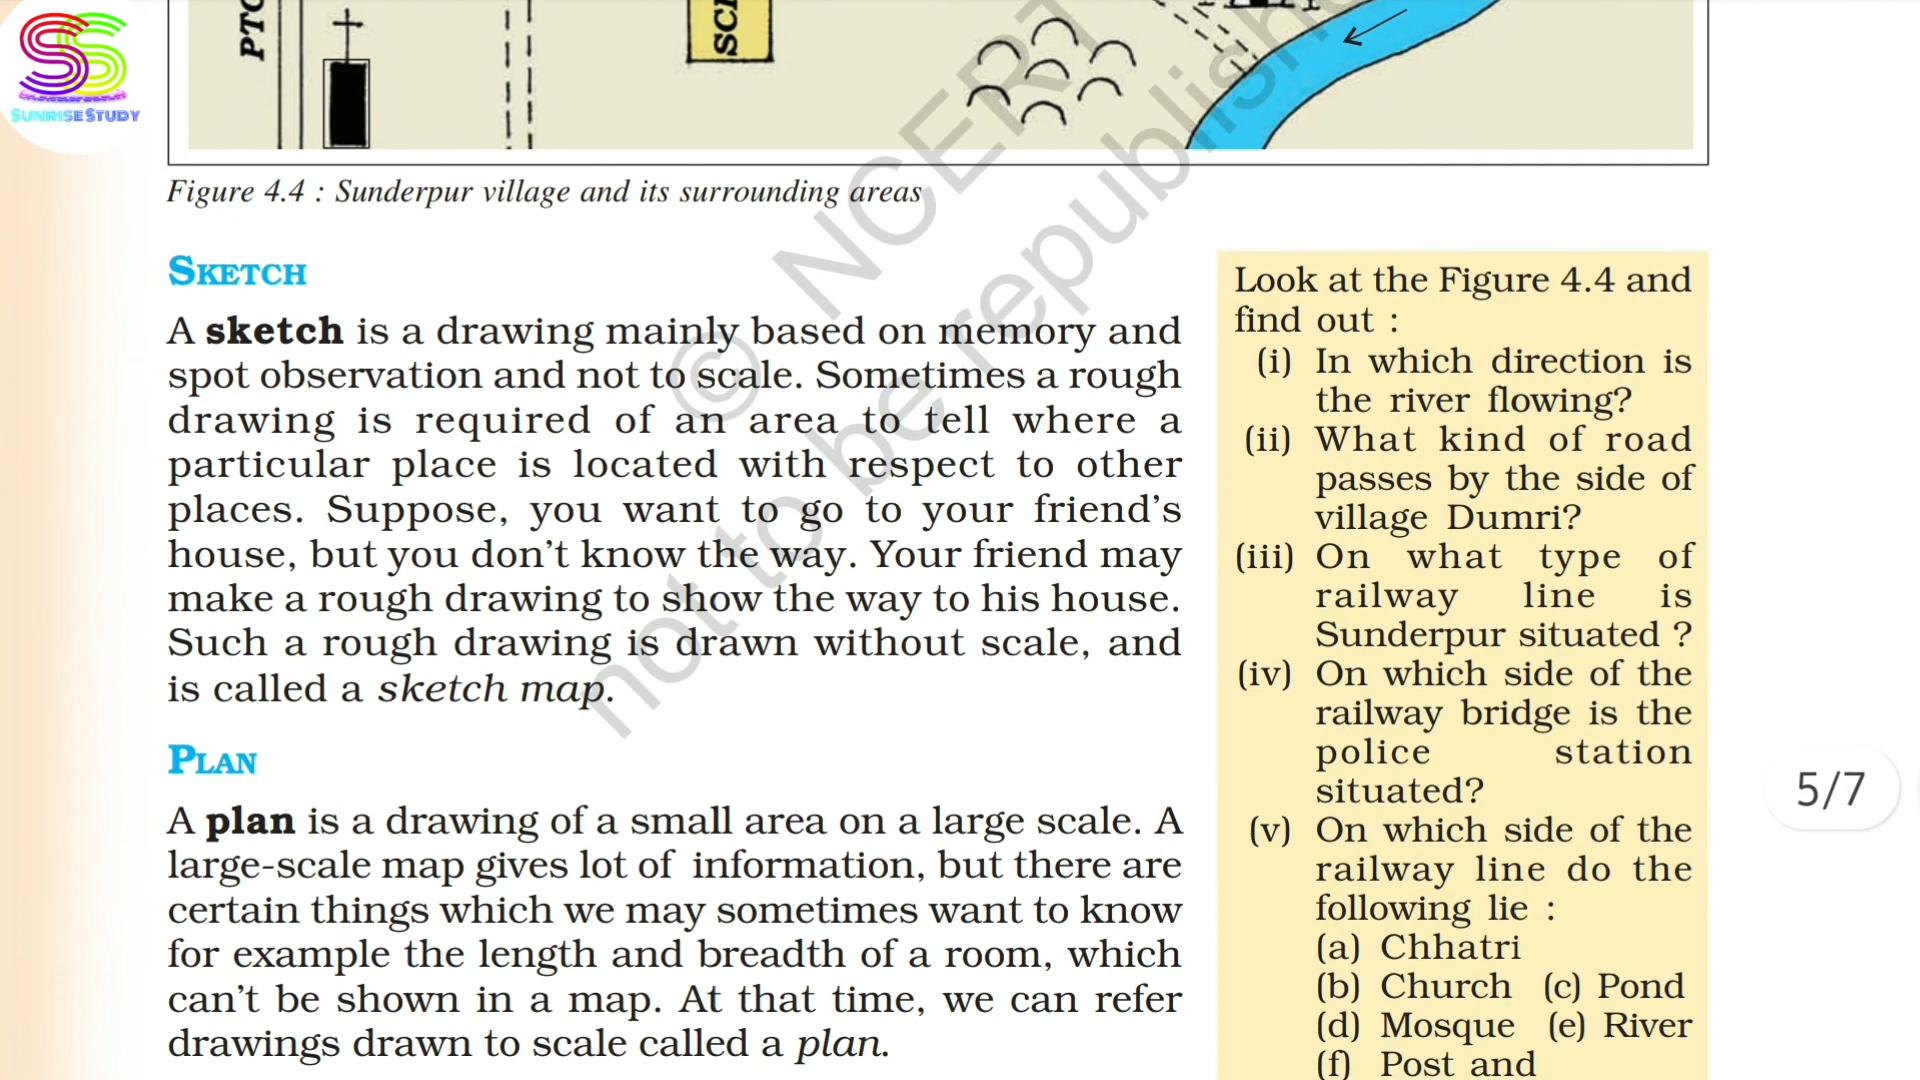 PTO
SCH
SUNRISESTUDY
Figure 4.4 : Sunderpur village and its surrounding areas
SKETCH
A sketch is a drawing mainly based on memory and
spot observation and not to scale. Sometimes a rough
drawing is required of an area to tell where a
particular place is located with respect to other
places. Suppose, you want to go to your friend's
house, but you don't know the way. Your friend may
make a rough drawing to show the way to his house.
Such a rough drawing is drawn without scale, and
is called a sketch map.
PLAN
A plan is a drawing of a small area on a large scale. A
large-scale map gives lot of information, but there are
certain things which we may sometimes want to know
for example the length and breadth of a room, which
can't be shown in a map. At that time, we can refer
drawings drawn to scale called a plan.
Look at the Figure 4.4 and
find out :
(i) In which direction is
the river flowing?
(ii) What kind of road
passes by the side of
village Dumri?
(iii) On what type of
railway line is
Sunderpur situated ?
(iv) On which side of the
railway bridge is the
police station
situated?
(v) On which side of the
railway line do the
following lie :
(a) Chhatri
(b) Church (c) Pond
(d) Mosque (e) River
(f) Post and
5/7
© NCERT
not to be republished